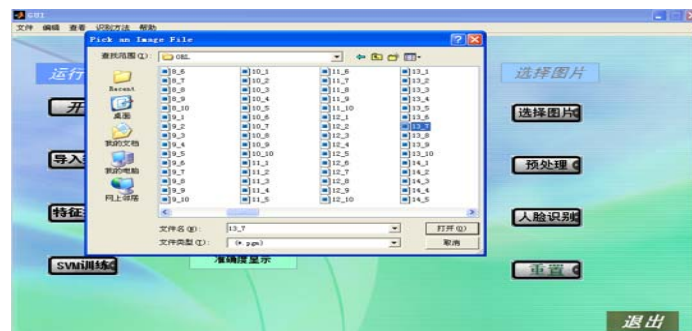 GUI
文件 编辑 查看 识别方法 帮助
Pick an Image File
查找范围(I): ORL
运行
选择图片
Recent
桌面
我的文档
我的电脑
网上邻居
8_6 10_1 11_6 13_1
8_7 10_2 11_7 13_2
8_8 10_3 11_8 13_3
8_9 10_4 11_9 13_4
8_10 10_5 11_10 13_5
9_1 10_6 12_1 13_6
9_2 10_7 12_2 13_7
9_3 10_8 12_3 13_8
9_4 10_9 12_4 13_9
9_5 10_10 12_5 13_10
9_6 11_1 12_6 14_1
9_7 11_2 12_7 14_2
9_8 11_3 12_8 14_3
9_9 11_4 12_9 14_4
9_10 11_5 12_10 14_5
开
选择图片
导入
预处理
特征
人脸识别
文件名(N): 13_7 打开(O)
文件类型(T): (*.pgm) 取消
SVM训练
准确度显示
重置
退出